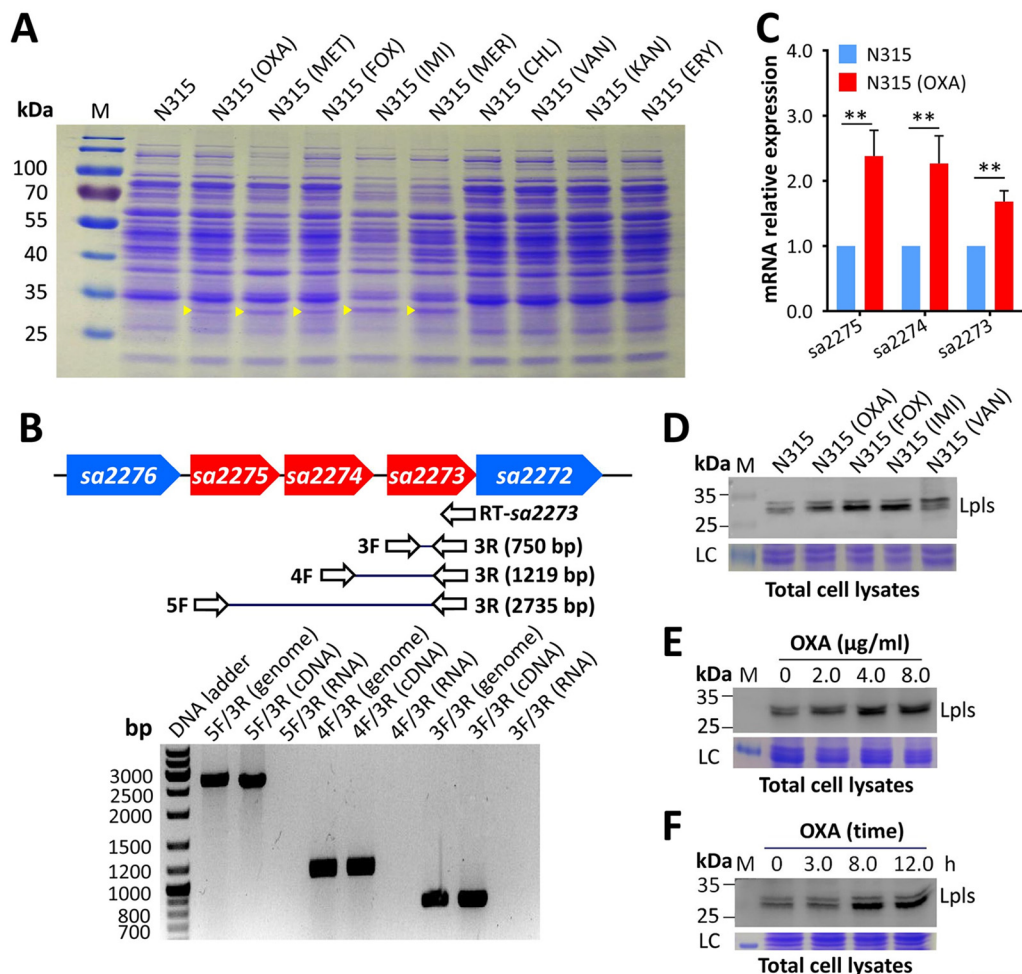 A
kDa
M
N315
N315 (OXA)
N315 (MET)
N315 (FOX)
N315 (IMI)
N315 (MER)
N315 (CHL)
N315 (VAN)
N315 (KAN)
N315 (ERY)
100
70
55
40
35
25
B
sa2276
sa2275
sa2274
sa2273
sa2272
RT-sa2273
3F
3R (750 bp)
4F
3R (1219 bp)
5F
3R (2735 bp)
bp
DNA ladder
5F/3R (genome)
5F/3R (cDNA)
5F/3R (RNA)
4F/3R (genome)
4F/3R (cDNA)
4F/3R (RNA)
3F/3R (genome)
3F/3R (cDNA)
3F/3R (RNA)
3000
2500
2000
1500
1200
1000
800
700
C
N315
N315 (OXA)
mRNA relative expression
4.0
3.0
2.0
1.0
0.0
**
**
**
sa2275
sa2274
sa2273
D
kDa
M
N315
N315 (OXA)
N315 (FOX)
N315 (IMI)
N315 (VAN)
35
25
Lpls
LC
Total cell lysates
E
OXA (μg/ml)
kDa
M
0 2.0 4.0 8.0
35
25
Lpls
LC
Total cell lysates
F
OXA (time)
kDa
M
0 3.0 8.0 12.0 h
35
25
Lpls
LC
Total cell lysates